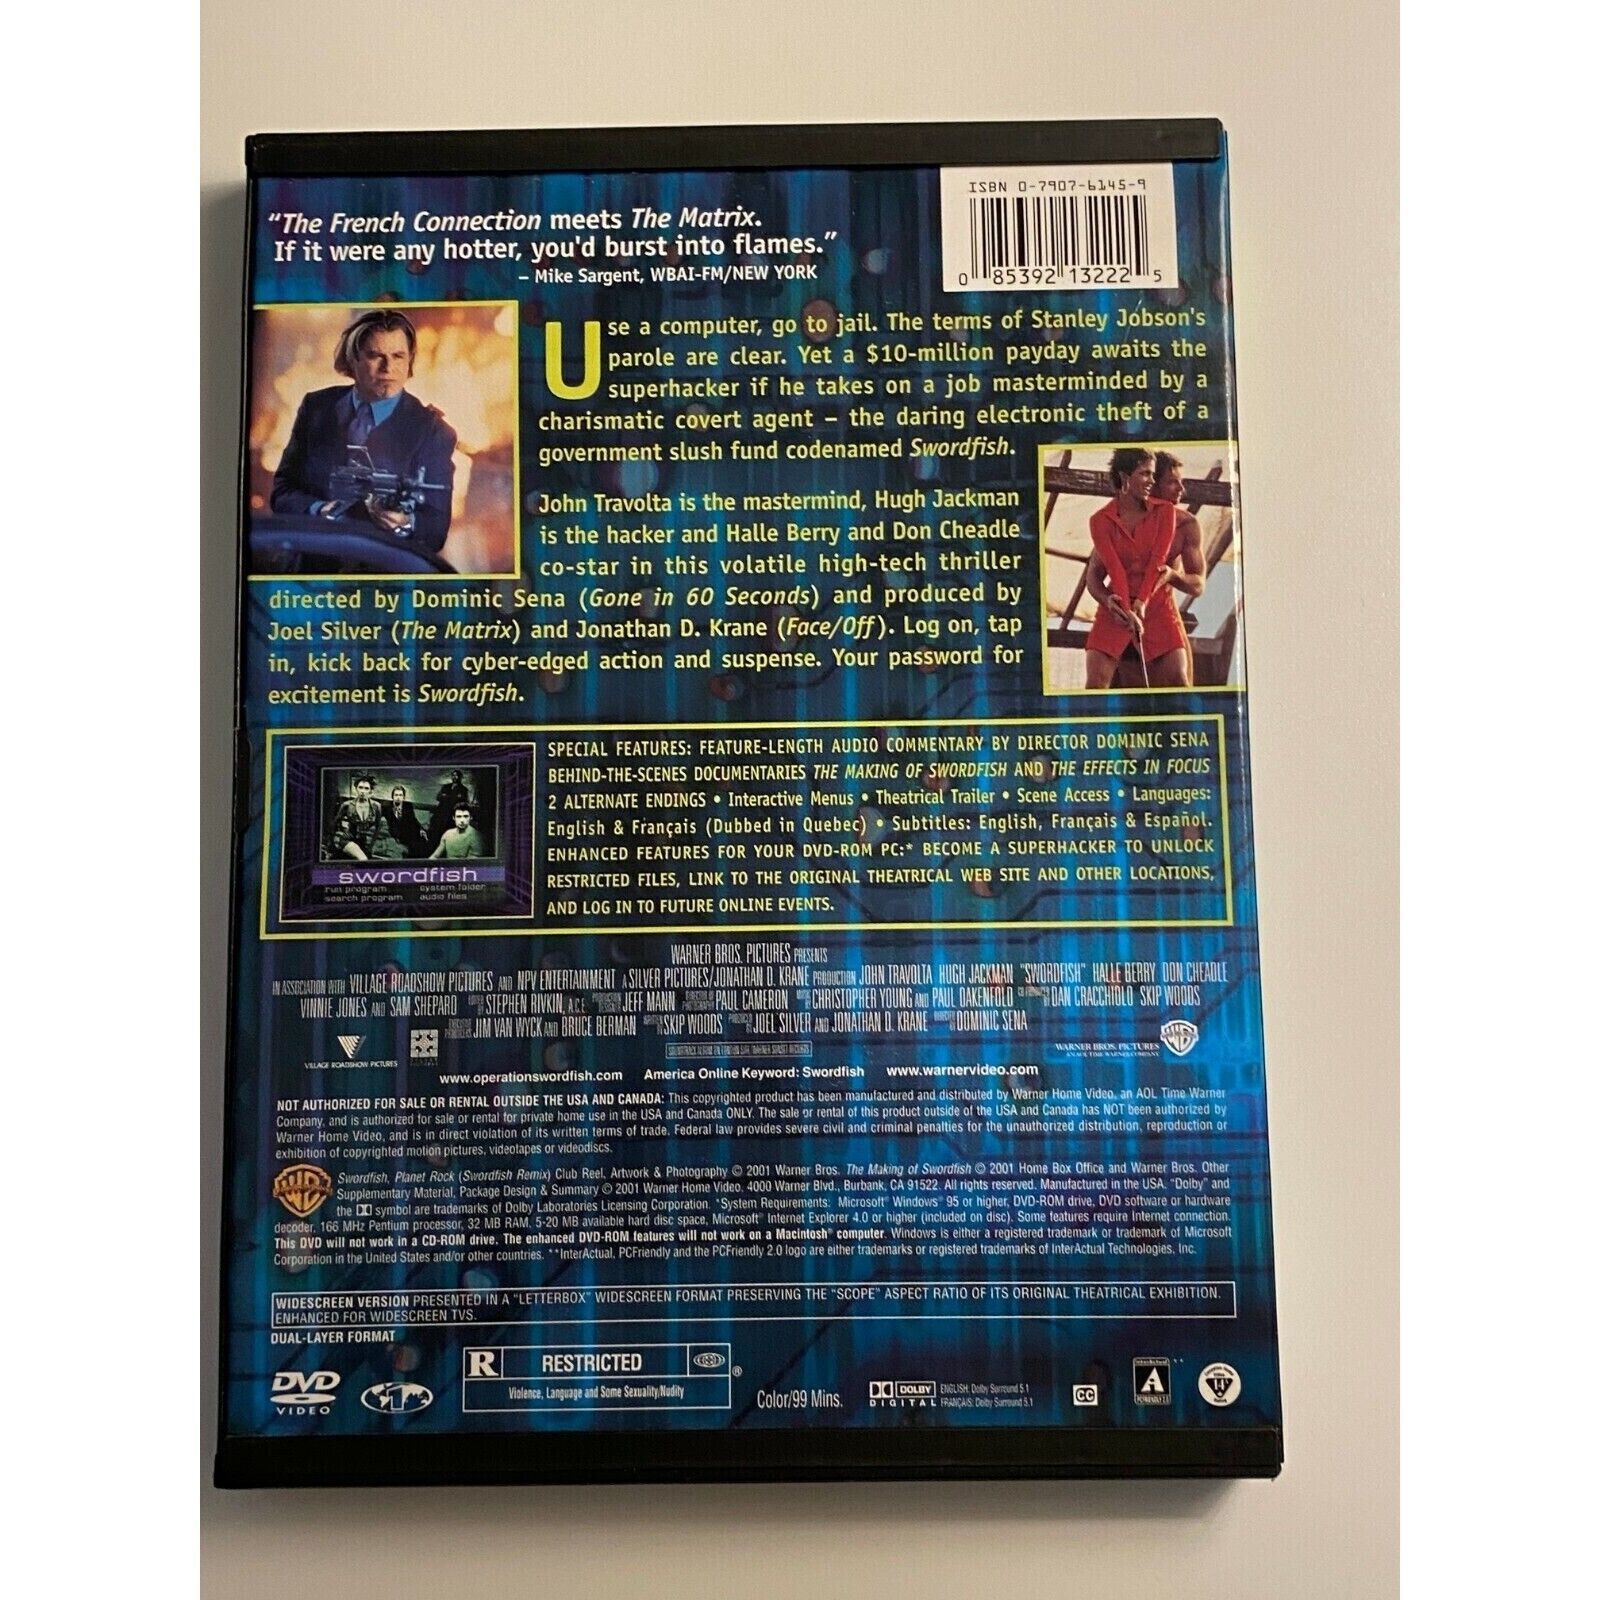 ISBN 0-7907-6145-9
0 85392 13222 5
“The French Connection meets The Matrix.
If it were any hotter, you'd burst into flames.”
– Mike Sargent, WBAI-FM/NEW YORK
Use a computer, go to jail. The terms of Stanley Jobson's
parole are clear. Yet a $10-million payday awaits the
superhacker if he takes on a job masterminded by a
charismatic covert agent – the daring electronic theft of a
government slush fund codenamed Swordfish.
John Travolta is the mastermind, Hugh Jackman
is the hacker and Halle Berry and Don Cheadle
co-star in this volatile high-tech thriller
directed by Dominic Sena (Gone in 60 Seconds) and produced by
Joel Silver (The Matrix) and Jonathan D. Krane (Face/Off). Log on, tap
in, kick back for cyber-edged action and suspense. Your password for
excitement is Swordfish.
swordfish
run program system folder
search program audio files
SPECIAL FEATURES: FEATURE-LENGTH AUDIO COMMENTARY BY DIRECTOR DOMINIC SENA
BEHIND-THE-SCENES DOCUMENTARIES THE MAKING OF SWORDFISH AND THE EFFECTS IN FOCUS
2 ALTERNATE ENDINGS • Interactive Menus • Theatrical Trailer • Scene Access • Languages:
English & Français (Dubbed in Quebec) • Subtitles: English, Français & Español.
ENHANCED FEATURES FOR YOUR DVD-ROM PC:* BECOME A SUPERHACKER TO UNLOCK
RESTRICTED FILES, LINK TO THE ORIGINAL THEATRICAL WEB SITE AND OTHER LOCATIONS,
AND LOG IN TO FUTURE ONLINE EVENTS.
WARNER BROS. PICTURES PRESENTS
IN ASSOCIATION WITH VILLAGE ROADSHOW PICTURES AND NPV ENTERTAINMENT A SILVER PICTURES/JONATHAN D. KRANE PRODUCTION JOHN TRAVOLTA HUGH JACKMAN "SWORDFISH" HALLE BERRY DON CHEADLE
VINNIE JONES AND SAM SHEPARD STEPHEN RIVKIN, A.C.E. JEFF MANN PAUL CAMERON CHRISTOPHER YOUNG AND PAUL OAKENFOLD DAN CRACCHIOLO SKIP WOODS
JIM VAN WYCK AND BRUCE BERMAN SKIP WOODS JOEL SILVER AND JONATHAN D. KRANE DOMINIC SENA
VILLAGE ROADSHOW PICTURES
WARNER BROS. PICTURES
AN AOL TIME WARNER COMPANY
www.operationswordfish.com America Online Keyword: Swordfish www.warnervideo.com
NOT AUTHORIZED FOR SALE OR RENTAL OUTSIDE THE USA AND CANADA: This copyrighted product has been manufactured and distributed by Warner Home Video, an AOL Time Warner
Company, and is authorized for sale or rental for private home use in the USA and Canada ONLY. The sale or rental of this product outside of the USA and Canada has NOT been authorized by
Warner Home Video, and is in direct violation of its written terms of trade. Federal law provides severe civil and criminal penalties for the unauthorized distribution, reproduction or
exhibition of copyrighted motion pictures, videotapes or videodiscs.
Swordfish, Planet Rock (Swordfish Remix) Club Reel, Artwork & Photography © 2001 Warner Bros. The Making of Swordfish © 2001 Home Box Office and Warner Bros. Other
Supplementary Material, Package Design & Summary © 2001 Warner Home Video. 4000 Warner Blvd., Burbank, CA 91522. All rights reserved. Manufactured in the USA. "Dolby" and
the DD symbol are trademarks of Dolby Laboratories Licensing Corporation. *System Requirements: Microsoft® Windows® 95 or higher, DVD-ROM drive, DVD software or hardware
decoder, 166 MHz Pentium processor, 32 MB RAM, 5-20 MB available hard disc space, Microsoft® Internet Explorer 4.0 or higher (included on disc). Some features require Internet connection.
This DVD will not work in a CD-ROM drive. The enhanced DVD-ROM features will not work on a Macintosh® computer. Windows is either a registered trademark or trademark of Microsoft
Corporation in the United States and/or other countries. **InterActual, PCFriendly and the PCFriendly 2.0 logo are either trademarks or registered trademarks of InterActual Technologies, Inc.
WIDESCREEN VERSION PRESENTED IN A "LETTERBOX" WIDESCREEN FORMAT PRESERVING THE "SCOPE" ASPECT RATIO OF ITS ORIGINAL THEATRICAL EXHIBITION.
ENHANCED FOR WIDESCREEN TVS.
DUAL-LAYER FORMAT
DVD
VIDEO
1
R RESTRICTED ®
Violence, Language and Some Sexuality/Nudity
Color/99 Mins.
DOLBY
DIGITAL
ENGLISH: Dolby Surround 5.1
FRANÇAIS: Dolby Surround 5.1
CC
A **
14